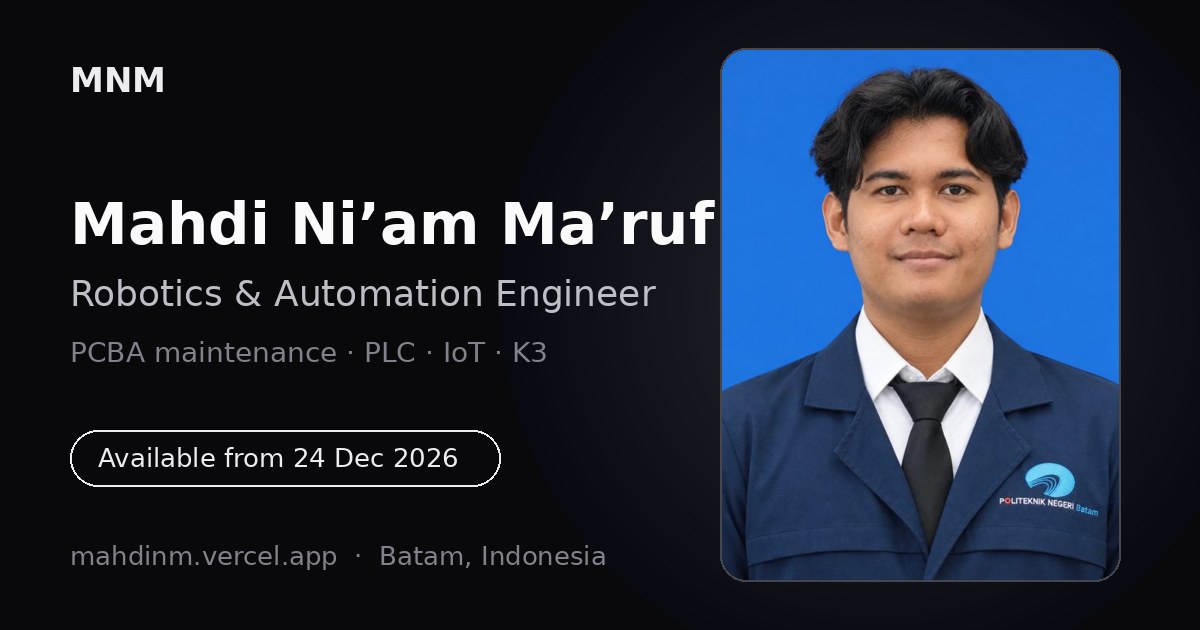 MNM
Mahdi Ni’am Ma’ruf
Robotics & Automation Engineer
PCBA maintenance · PLC · IoT · K3
Available from 24 Dec 2026
mahdinm.vercel.app · Batam, Indonesia
POLITEKNIK NEGERI Batam